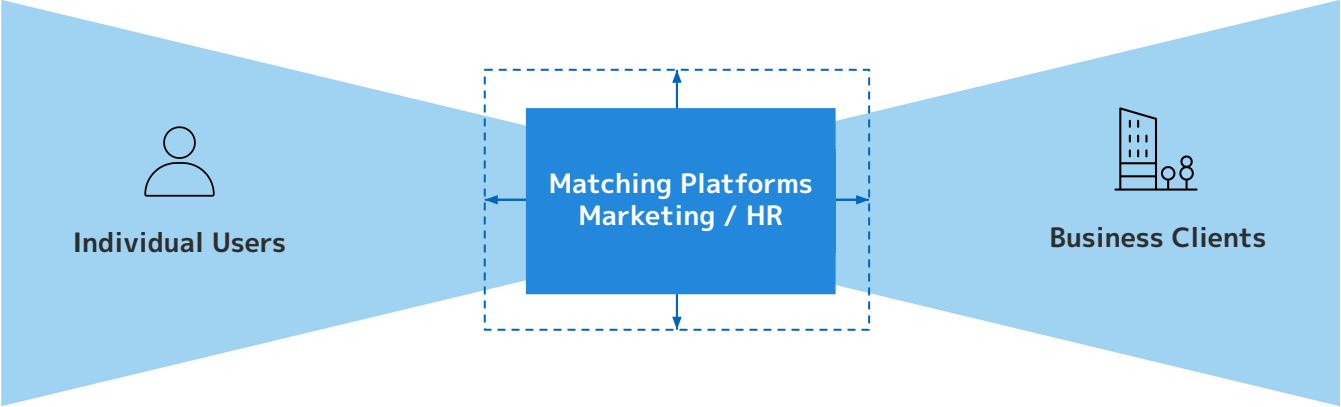 Matching Platforms
Marketing / HR
Individual Users
Business Clients